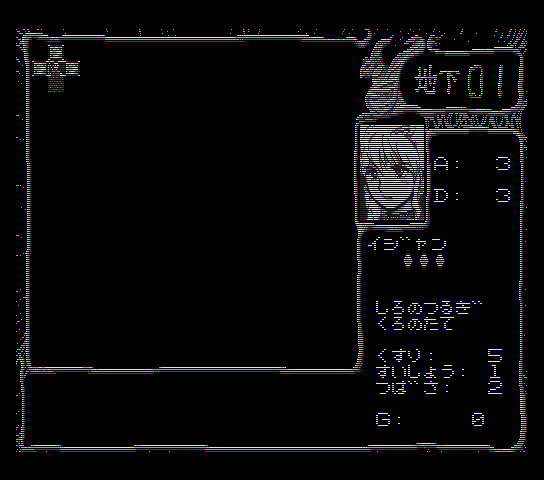 地下01
A: 3
D: 3
イジャン
しろのつるぎ
くろのたて
くすり: 5
すいしょう: 1
つばさ: 2
G: 0